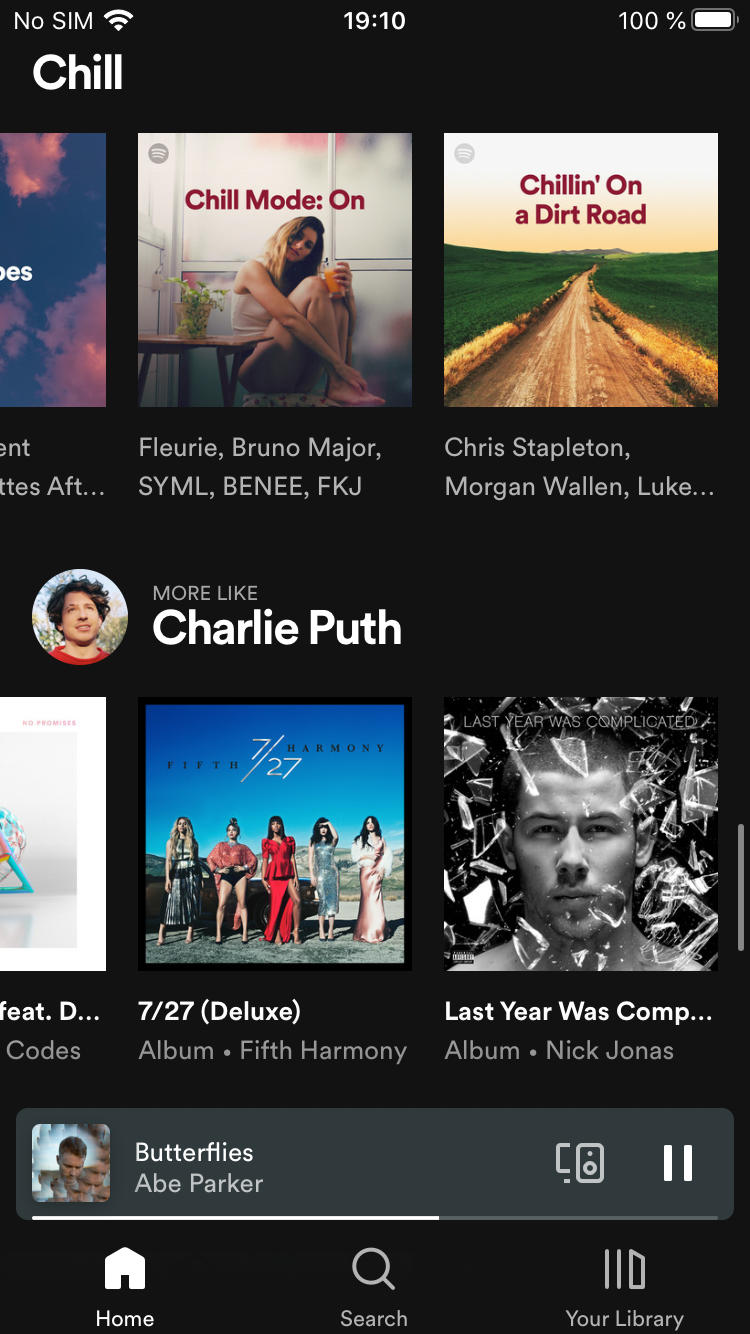 No SIM 19:10 100 %
Chill
Chill Mode: On
Chillin' On
a Dirt Road
Fleurie, Bruno Major,
SYML, BENEE, FKJ
Chris Stapleton,
Morgan Wallen, Luke...
ttes Aft...
MORE LIKE
Charlie Puth
NO PROMISES
FIFTH 7/27 HARMONY
LAST YEAR WAS COMPLICATED
feat. D...
Codes
7/27 (Deluxe)
Album • Fifth Harmony
Last Year Was Comp...
Album • Nick Jonas
Butterflies
Abe Parker
Home Search Your Library